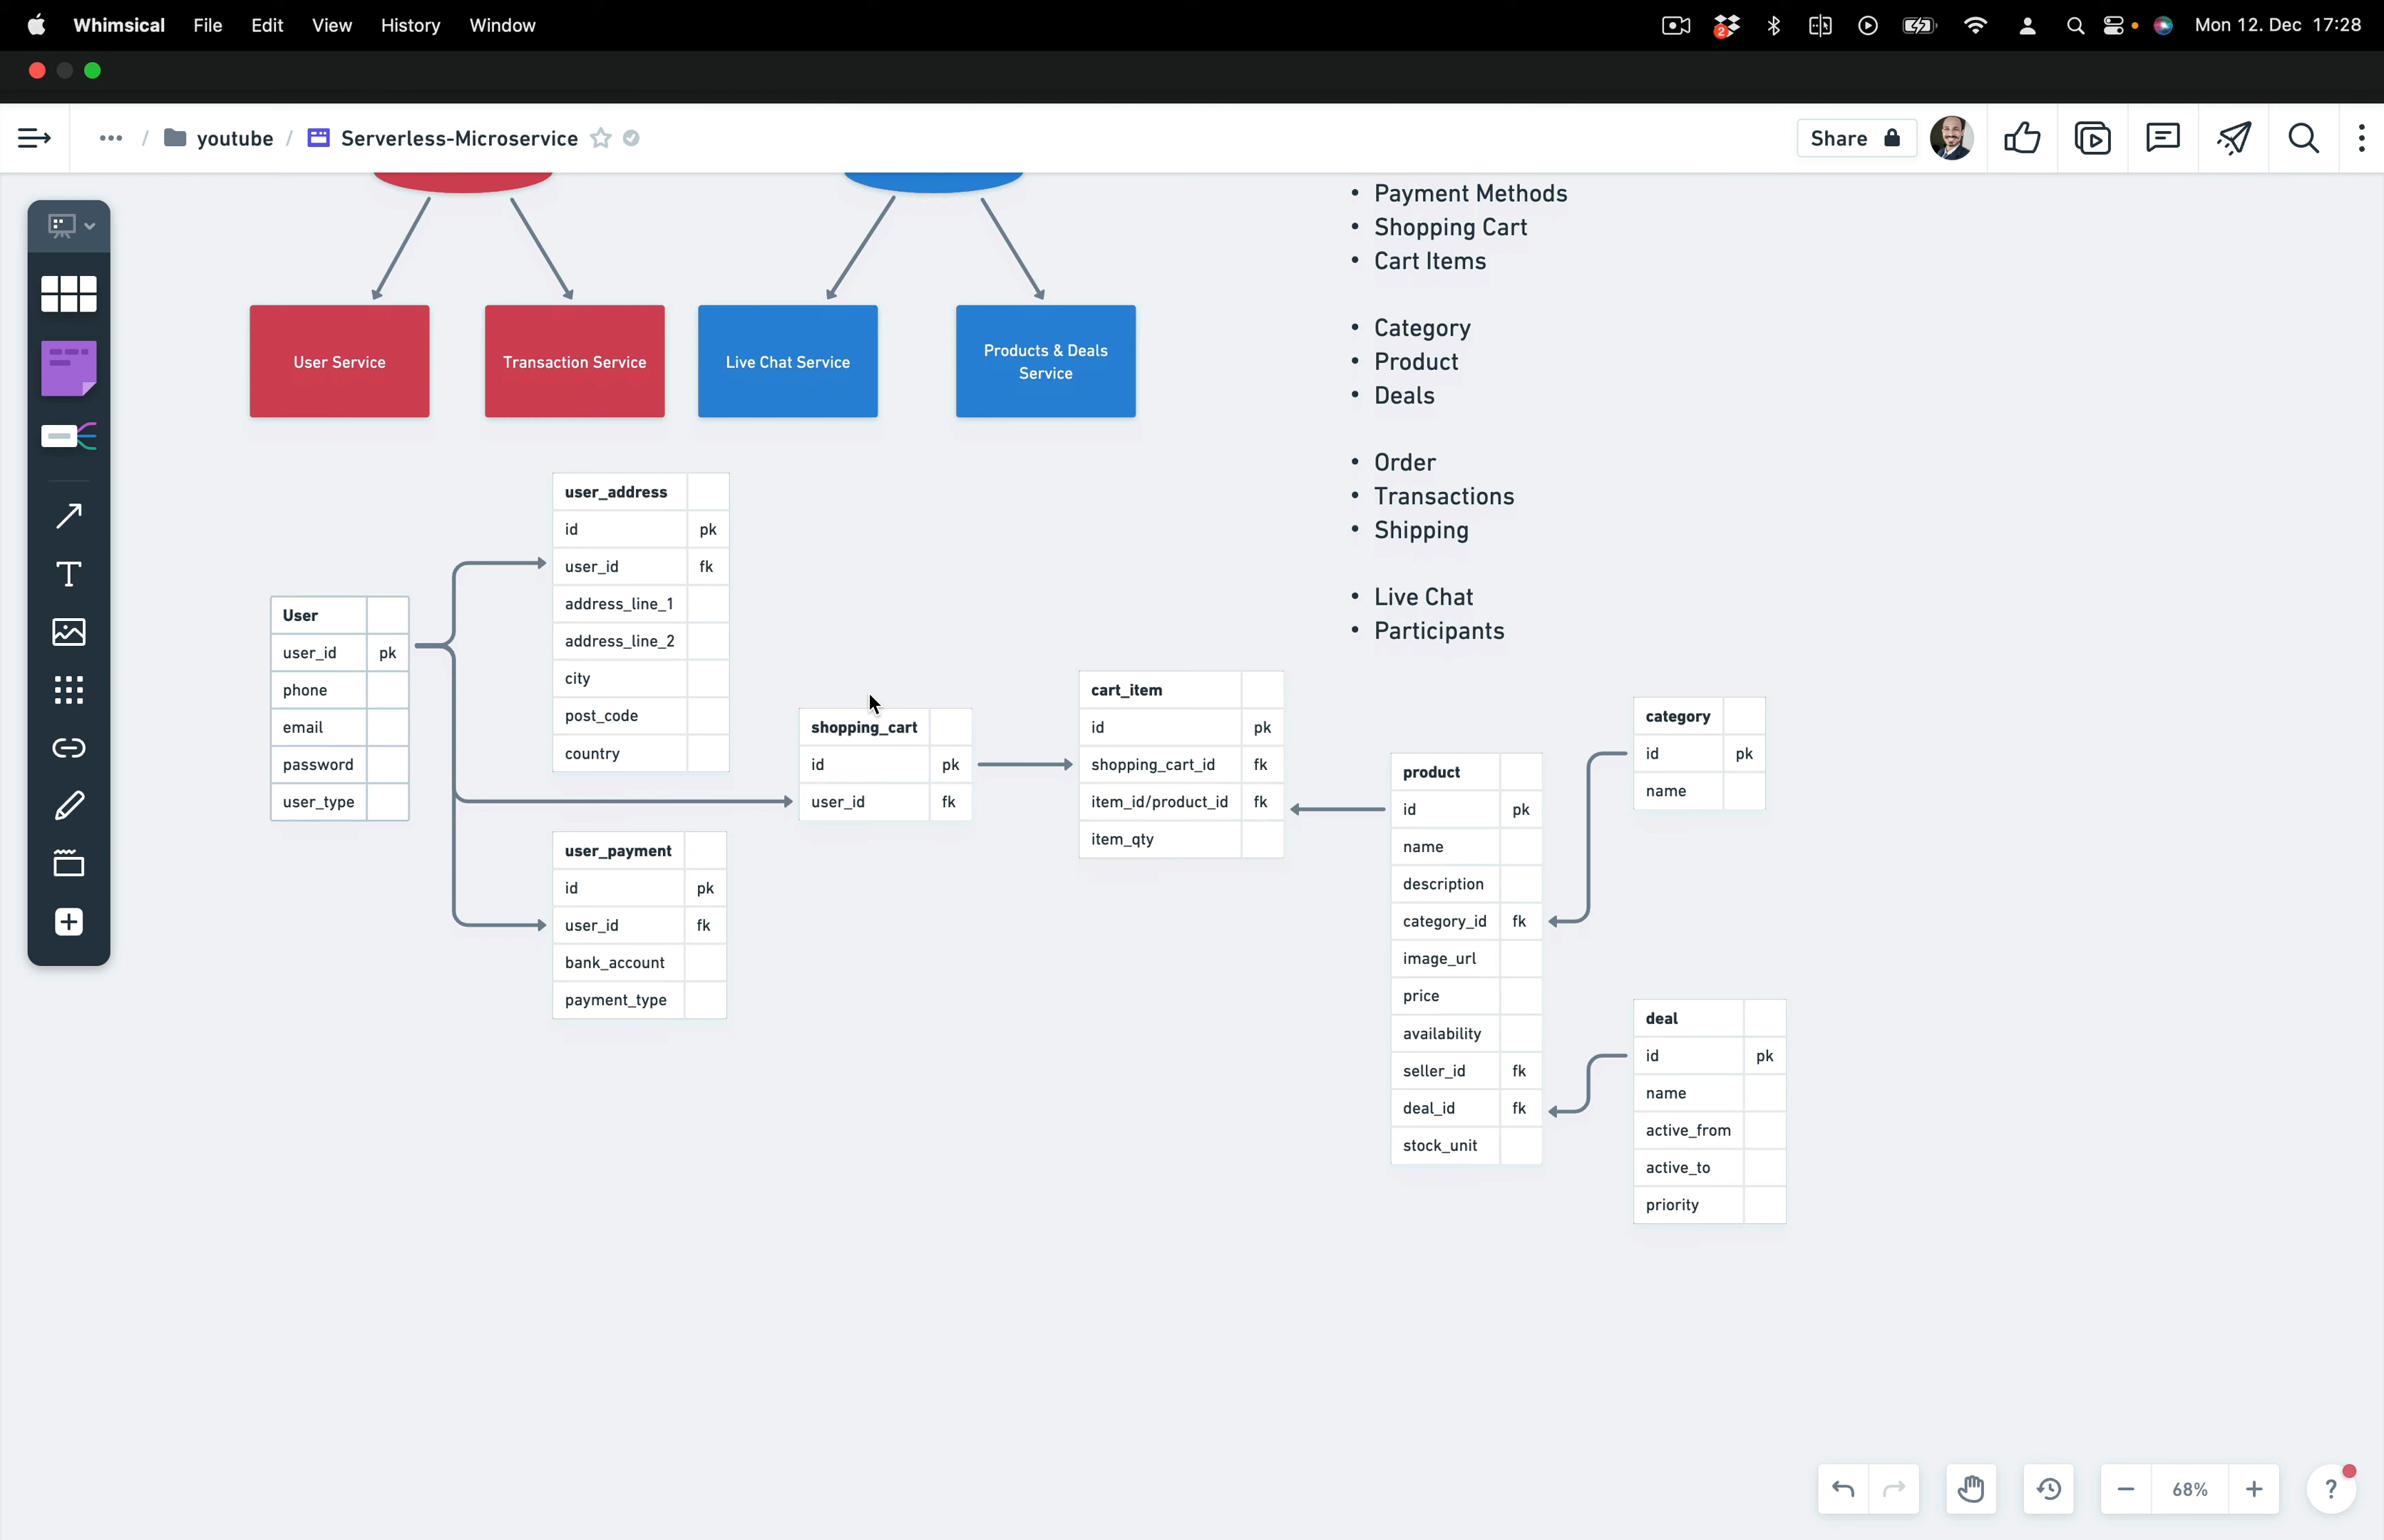 Whimsical File Edit View History Window
2 Mon 12. Dec 17:28
... / youtube / Serverless-Microservice
Share
Payment Methods
Shopping Cart
Cart Items
Category
Product
Deals
Order
Transactions
Shipping
Live Chat
Participants
User Service
Transaction Service
Live Chat Service
Products & Deals
Service
user_address
id pk
user_id fk
address_line_1
address_line_2
city
post_code
country
User
user_id pk
phone
email
password
user_type
user_payment
id pk
user_id fk
bank_account
payment_type
shopping_cart
id pk
user_id fk
cart_item
id pk
shopping_cart_id fk
item_id/product_id fk
item_qty
product
id pk
name
description
category_id fk
image_url
price
availability
seller_id fk
deal_id fk
stock_unit
category
id pk
name
deal
id pk
name
active_from
active_to
priority
T
68%
?